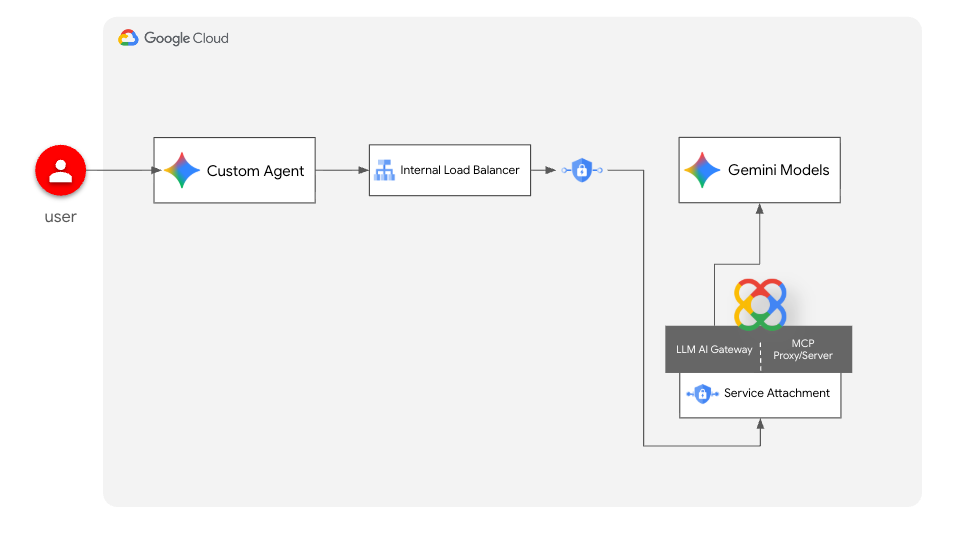 Google Cloud
user
Custom Agent
Internal Load Balancer
Gemini Models
LLM AI Gateway
MCP
Proxy/Server
Service Attachment